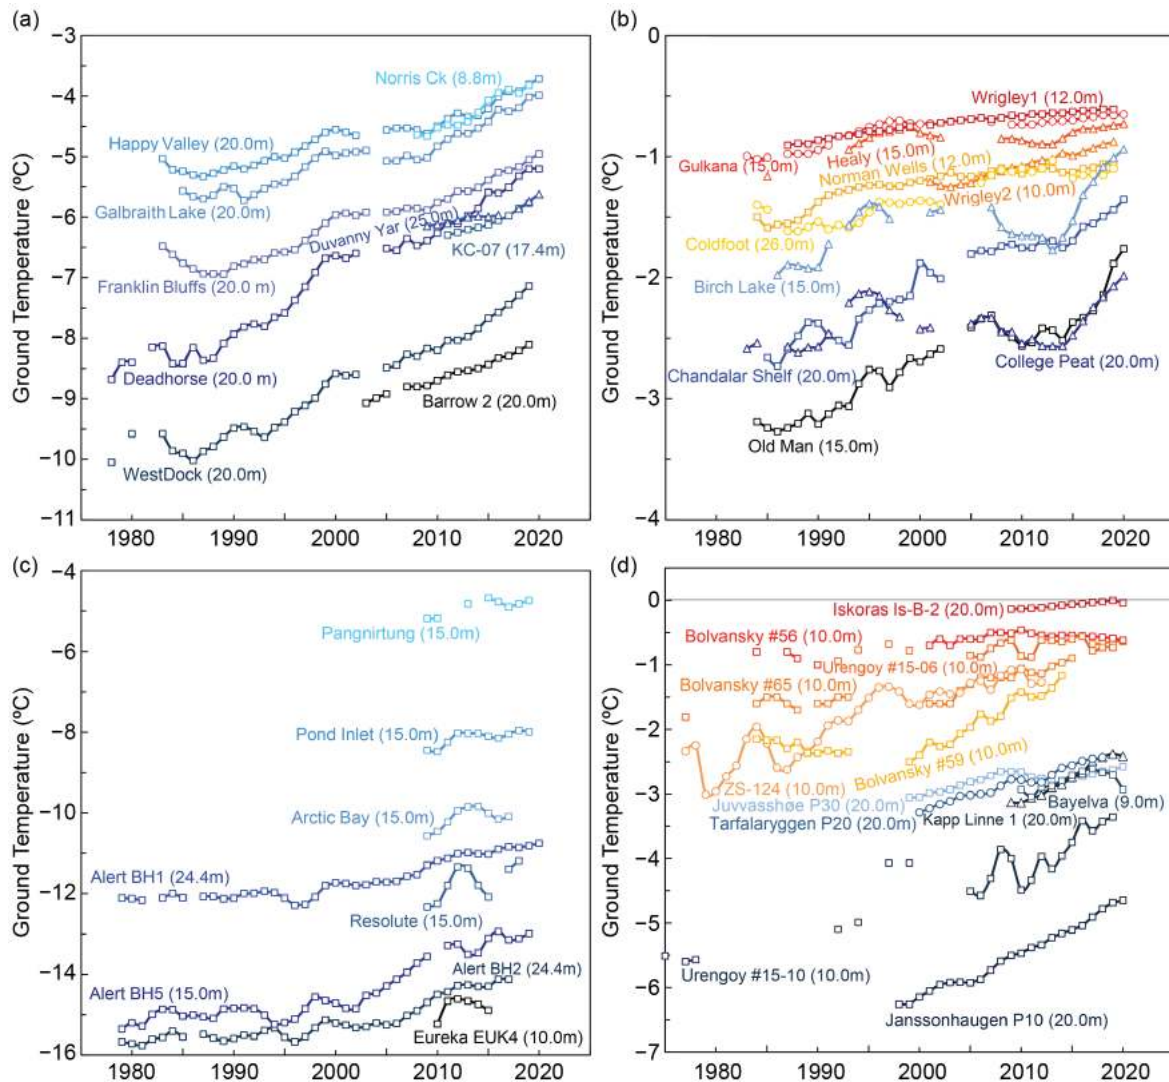 (a)
−3
−4
−5
−6
−7
−8
−9
−10
−11
Ground Temperature (ºC)
Norris Ck (8.8m)
Happy Valley (20.0m)
Galbraith Lake (20.0m)
Duvanny Yar (25.0m)
KC-07 (17.4m)
Franklin Bluffs (20.0 m)
Deadhorse (20.0 m)
Barrow 2 (20.0m)
WestDock (20.0m)
1980 1990 2000 2010 2020
(b)
0
−1
−2
−3
−4
Ground Temperature (ºC)
Wrigley1 (12.0m)
Gulkana (15.0m)
Healy (15.0m)
Norman Wells (12.0m)
Wrigley2 (10.0m)
Coldfoot (26.0m)
Birch Lake (15.0m)
Chandalar Shelf (20.0m)
College Peat (20.0m)
Old Man (15.0m)
1980 1990 2000 2010 2020
(c)
−4
−6
−8
−10
−12
−14
−16
Ground Temperature (ºC)
Pangnirtung (15.0m)
Pond Inlet (15.0m)
Arctic Bay (15.0m)
Alert BH1 (24.4m)
Resolute (15.0m)
Alert BH2 (24.4m)
Alert BH5 (15.0m)
Eureka EUK4 (10.0m)
1980 1990 2000 2010 2020
(d)
0
−1
−2
−3
−4
−5
−6
−7
Ground Temperature (ºC)
Iskoras Is-B-2 (20.0m)
Bolvansky #56 (10.0m)
Urengoy #15-06 (10.0m)
Bolvansky #65 (10.0m)
Bolvansky #59 (10.0m)
ZS-124 (10.0m)
Juvvasshøe P30 (20.0m)
Bayelva (9.0m)
Tarfalaryggen P20 (20.0m)
Kapp Linne 1 (20.0m)
Urengoy #15-10 (10.0m)
Janssonhaugen P10 (20.0m)
1980 1990 2000 2010 2020